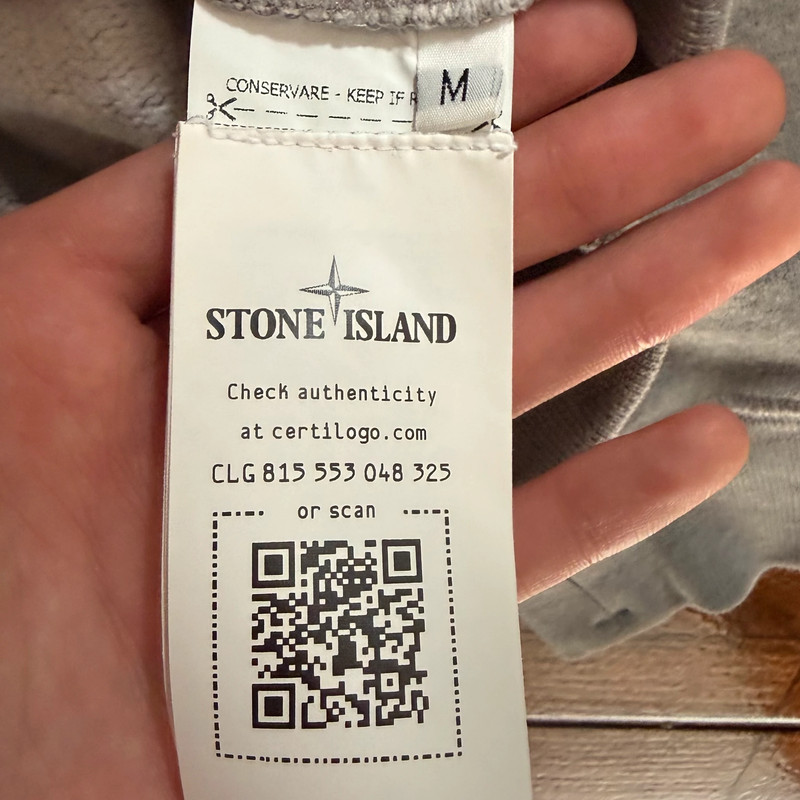 CONSERVARE - KEEP IF
M
STONE ISLAND
Check authenticity
at certilogo.com
CLG 815 553 048 325
or scan